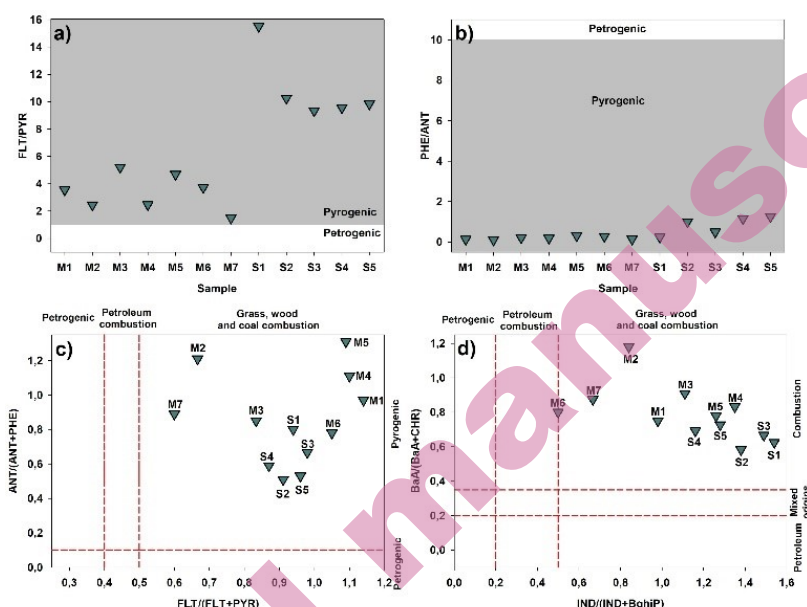 a)
16
14
12
10
8
6
4
2
0
FLT/PYR
Pyrogenic
Petrogenic
M1 M2 M3 M4 M5 M6 M7 S1 S2 S3 S4 S5
Sample
b)
Petrogenic
10
8
6
4
2
0
PHE/ANT
Pyrogenic
M1 M2 M3 M4 M5 M6 M7 S1 S2 S3 S4 S5
Sample
Petrogenic
Petroleum
combustion
Grass, wood
and coal combustion
c)
1,2
1,0
0,8
0,6
0,4
0,2
0,0
ANT/(ANT+PHE)
M5
M2
M4
M1
M7
M3
S1
M6
S3
S4
S2
S5
Pyrogenic
Petrogenic
0,3 0,4 0,5 0,6 0,7 0,8 0,9 1,0 1,1 1,2
FLT/(FLT+PYR)
Petrogenic
Petroleum
combustion
Grass, wood
and coal combustion
d)
1,2
1,0
0,8
0,6
0,4
0,2
0,0
BaA/(BaA+CHR)
M2
M7
M3
M6
M4
M1
M5
S5
S4
S3
S2
S1
Combustion
Mixed
origins
Petroleum
0,0 0,2 0,4 0,6 0,8 1,0 1,2 1,4 1,6
IND/(IND+BghiP)
manusc